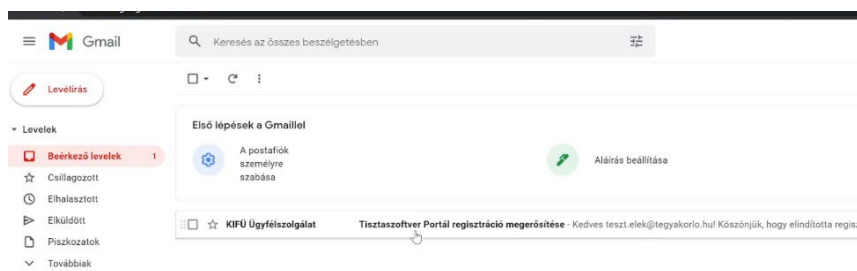 Gmail
Keresés az összes beszélgetésben
Levélírás
Levelek
Beérkező levelek 1
Csillagozott
Elhalasztott
Elküldött
Piszkozatok
Továbbiak
Első lépések a Gmaillel
A postafiók
személyre
szabása
Aláírás beállítása
KIFÜ Ügyfélszolgálat Tisztaszoftver Portál regisztráció megerősítése - Kedves teszt.elek@tegyakorlo.hu! Köszönjük, hogy elindította regis